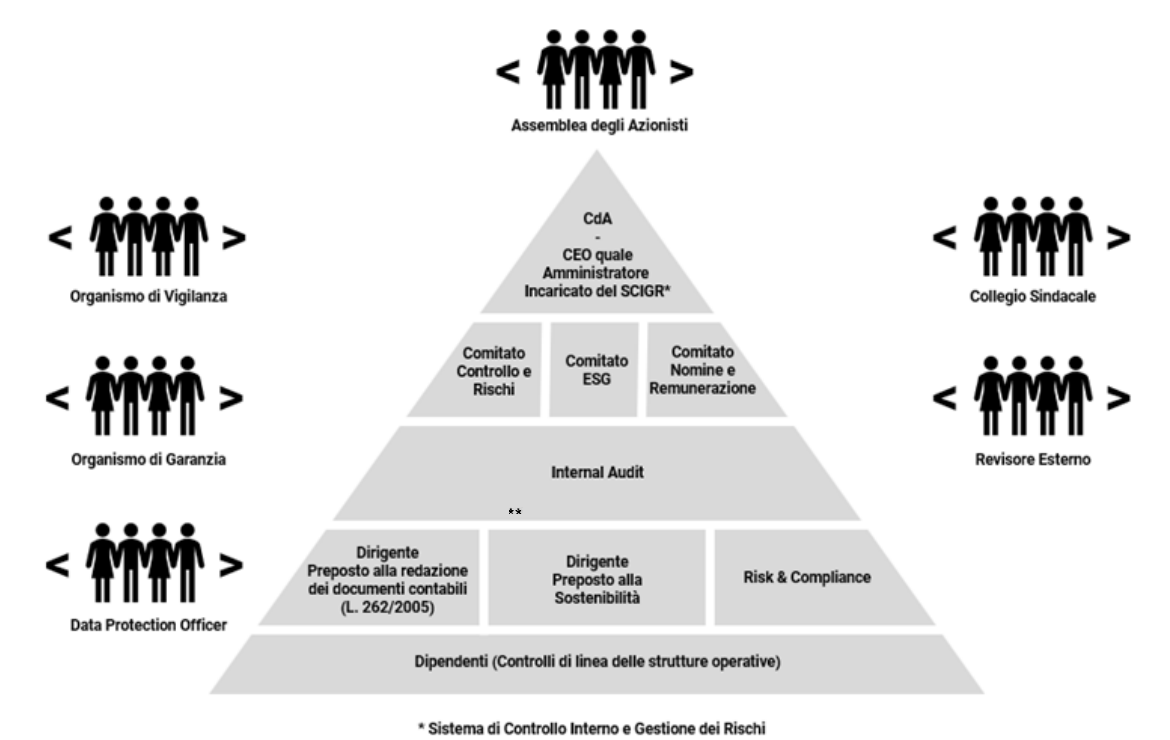 < >
Assemblea degli Azionisti
CdA
-
CEO quale
Amministratore
Incaricato del SCIGR*
< >
Organismo di Vigilanza
< >
Collegio Sindacale
Comitato
Controllo e
Rischi
Comitato
ESG
Comitato
Nomine e
Remunerazione
< >
Organismo di Garanzia
< >
Revisore Esterno
Internal Audit
**
Dirigente
Preposto alla redazione
dei documenti contabili
(L. 262/2005)
Dirigente
Preposto alla
Sostenibilità
Risk & Compliance
< >
Data Protection Officer
Dipendenti (Controlli di linea delle strutture operative)
* Sistema di Controllo Interno e Gestione dei Rischi